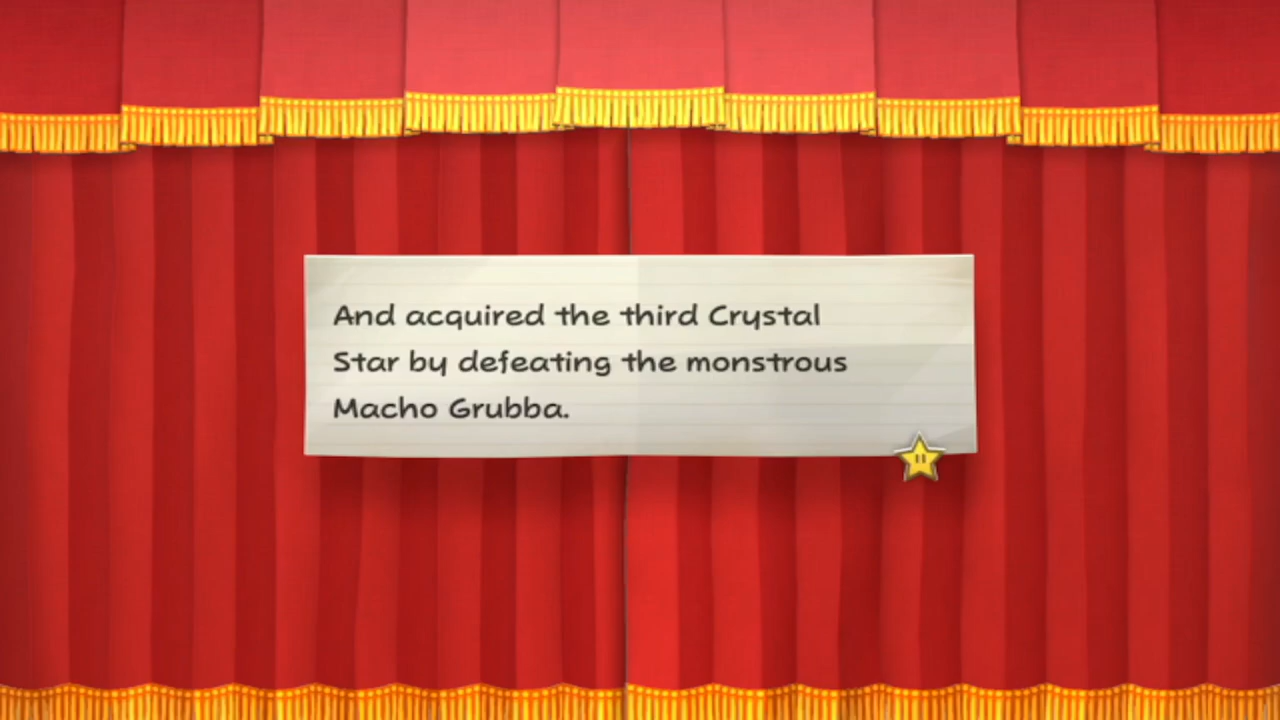 And acquired the third Crystal
Star by defeating the monstrous
Macho Grubba.